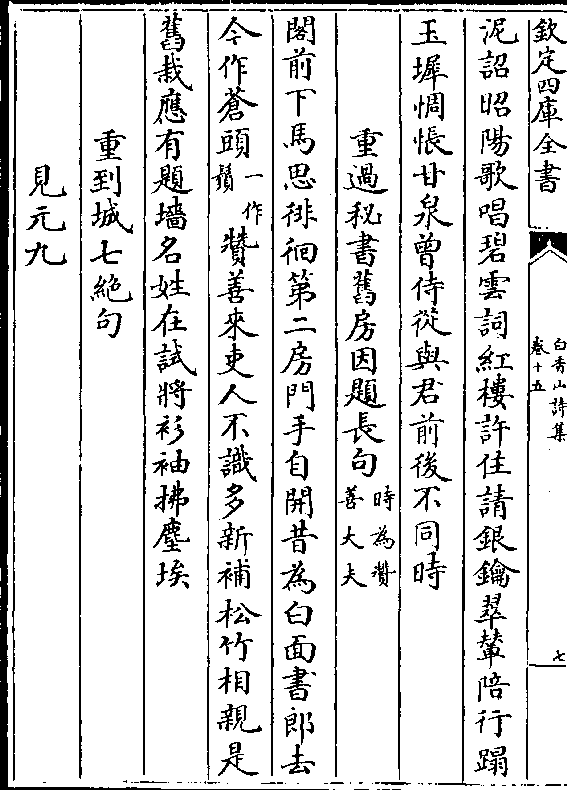 欽定四庫全書
白香山詩集
卷十五
七
泥詔昭陽歌唱碧雲詞紅樓許住請銀鑰翠輦陪行蹋
玉墀惆悵甘泉曾侍從與君前後不同時
重過秘書舊房因題長句時為贊善大夫
閣前下馬思徘徊第二房門手自開昔為白面書郎去
今作蒼頭一作鬚贊善來吏人不識多新補松竹相親是
舊栽應有題墻名姓在試將衫袖拂塵埃
重到城七絶句
見元九